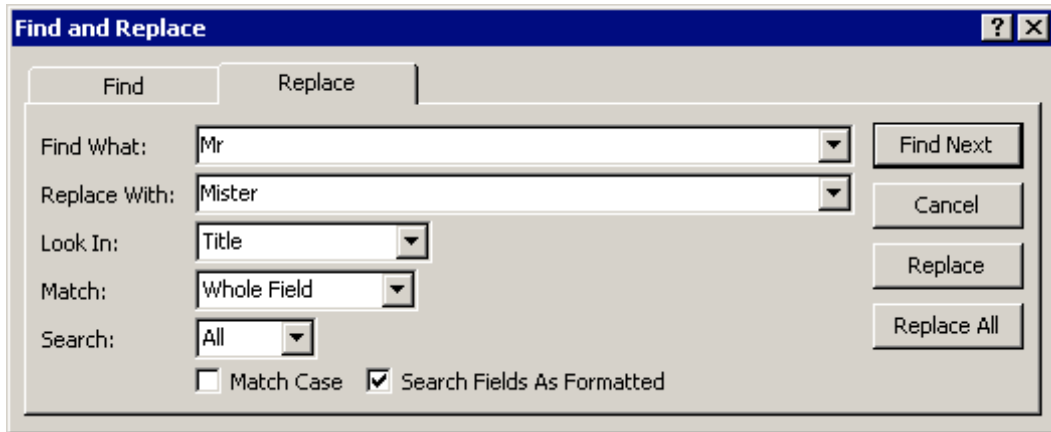 Find and Replace
Find Replace
Find What: Mr Find Next
Replace With: Mister Cancel
Look In: Title
Replace
Match: Whole Field
Search: All Replace All
Match Case Search Fields As Formatted